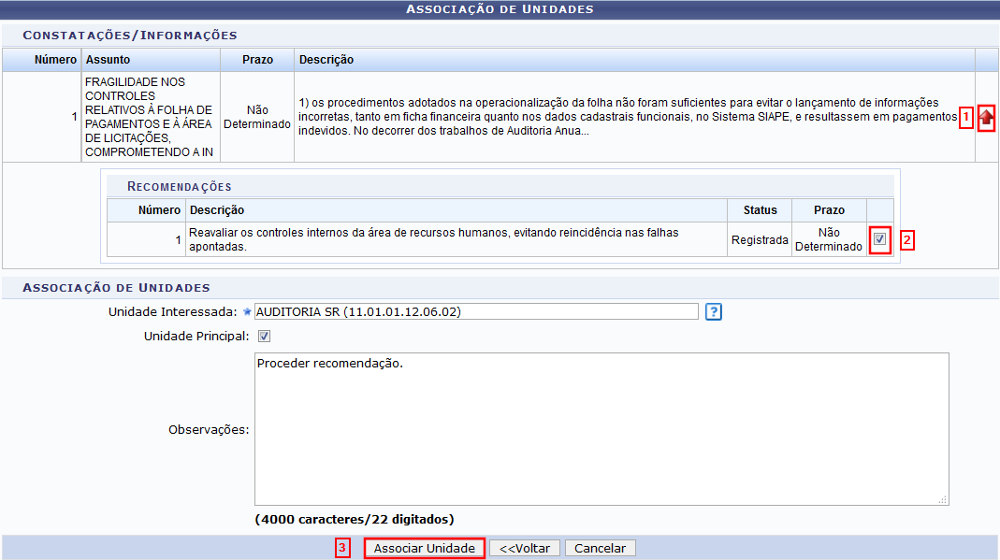 ASSOCIAÇÃO DE UNIDADES
CONSTATAÇÕES/INFORMAÇÕES
Número Assunto Prazo Descrição
FRAGILIDADE NOS
CONTROLES
RELATIVOS À FOLHA DE
PAGAMENTOS E À ÁREA
DE LICITAÇÕES,
COMPROMETENDO A IN
1
Não
Determinado
1) os procedimentos adotados na operacionalização da folha não foram suficientes para evitar o lançamento de informações
incorretas, tanto em ficha financeira quanto nos dados cadastrais funcionais, no Sistema SIAPE, e resultassem em pagamentos
indevidos. No decorrer dos trabalhos de Auditoria Anua...
1
RECOMENDAÇÕES
Número Descrição Status Prazo
1
Reavaliar os controles internos da área de recursos humanos, evitando reincidência nas falhas
apontadas.
Registrada
Não
Determinado
2
ASSOCIAÇÃO DE UNIDADES
Unidade Interessada: AUDITORIA SR (11.01.01.12.06.02) ?
Unidade Principal:
Observações:
Proceder recomendação.
(4000 caracteres/22 digitados)
3 Associar Unidade <<Voltar Cancelar